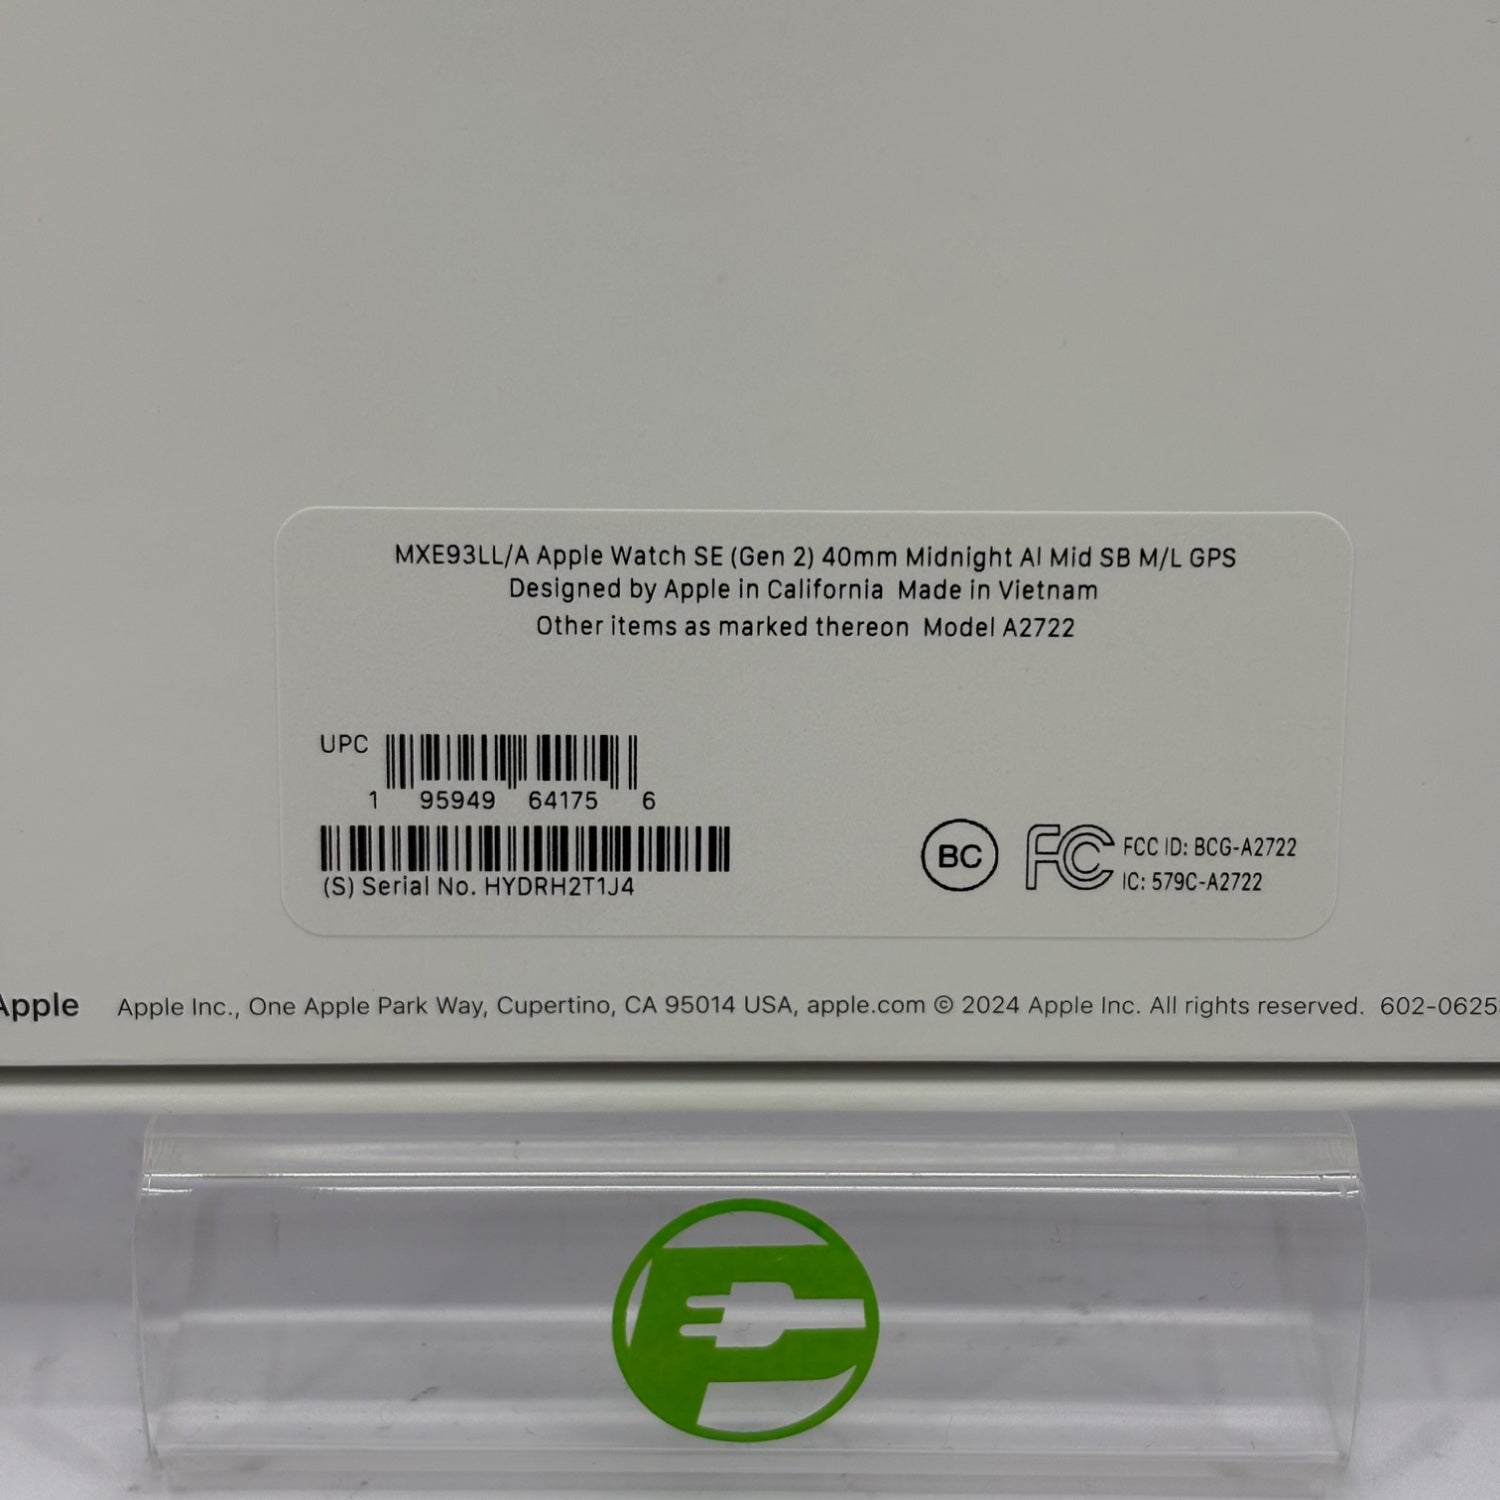 MXE93LL/A Apple Watch SE (Gen 2) 40mm Midnight Al Mid SB M/L GPS
Designed by Apple in California  Made in Vietnam
Other items as marked thereon  Model A2722
UPC
1 95949 64175 6
(S) Serial No. HYDRH2T1J4
BC
FC
FCC ID: BCG-A2722
IC: 579C-A2722
Apple Apple Inc., One Apple Park Way, Cupertino, CA 95014 USA, apple.com © 2024 Apple Inc. All rights reserved. 602-0625